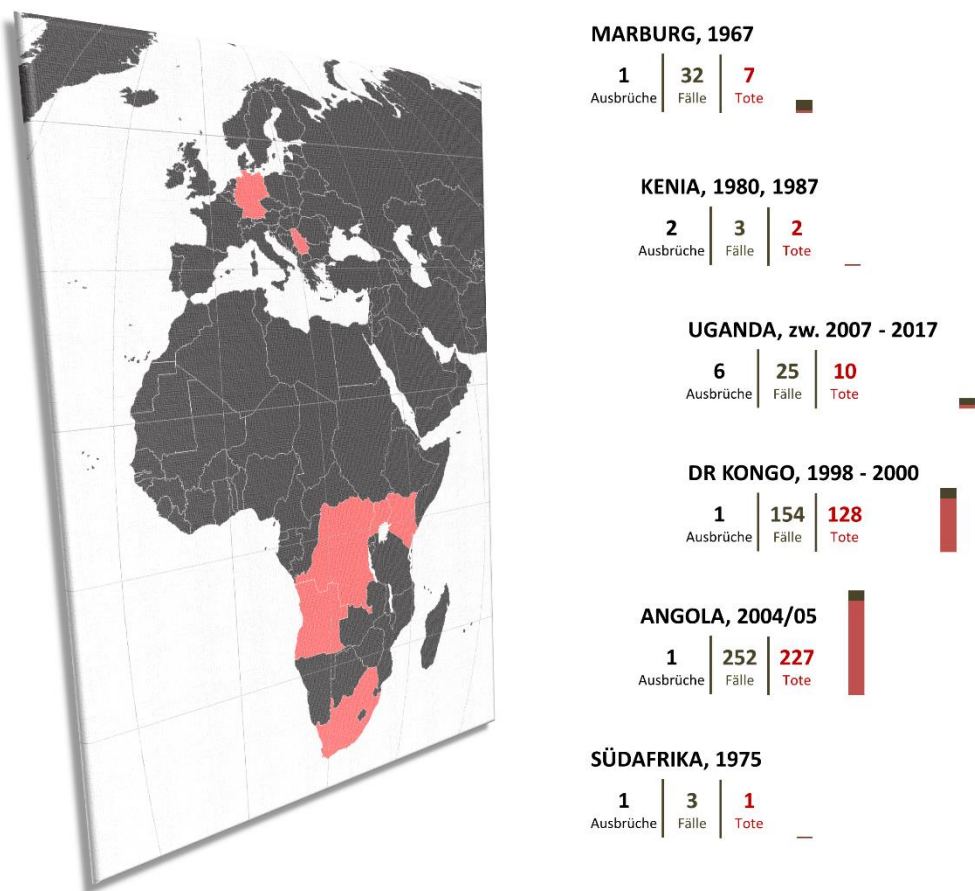 MARBURG, 1967
1 32 7
Ausbrüche Fälle Tote
KENIA, 1980, 1987
2 3 2
Ausbrüche Fälle Tote
UGANDA, zw. 2007 - 2017
6 25 10
Ausbrüche Fälle Tote
DR KONGO, 1998 - 2000
1 154 128
Ausbrüche Fälle Tote
ANGOLA, 2004/05
1 252 227
Ausbrüche Fälle Tote
SÜDAFRIKA, 1975
1 3 1
Ausbrüche Fälle Tote